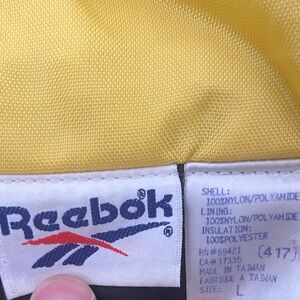 Reebok
®
SHELL:
100%NYLON/POLYAMIDE
LINING:
100%NYLON/POLYAMIDE
INSULATION:
100%POLYESTER
RN# 69421 [417]
CA# 17335
MADE IN TAIWAN
FABRIQUE A TAIWAN
SIZE: L